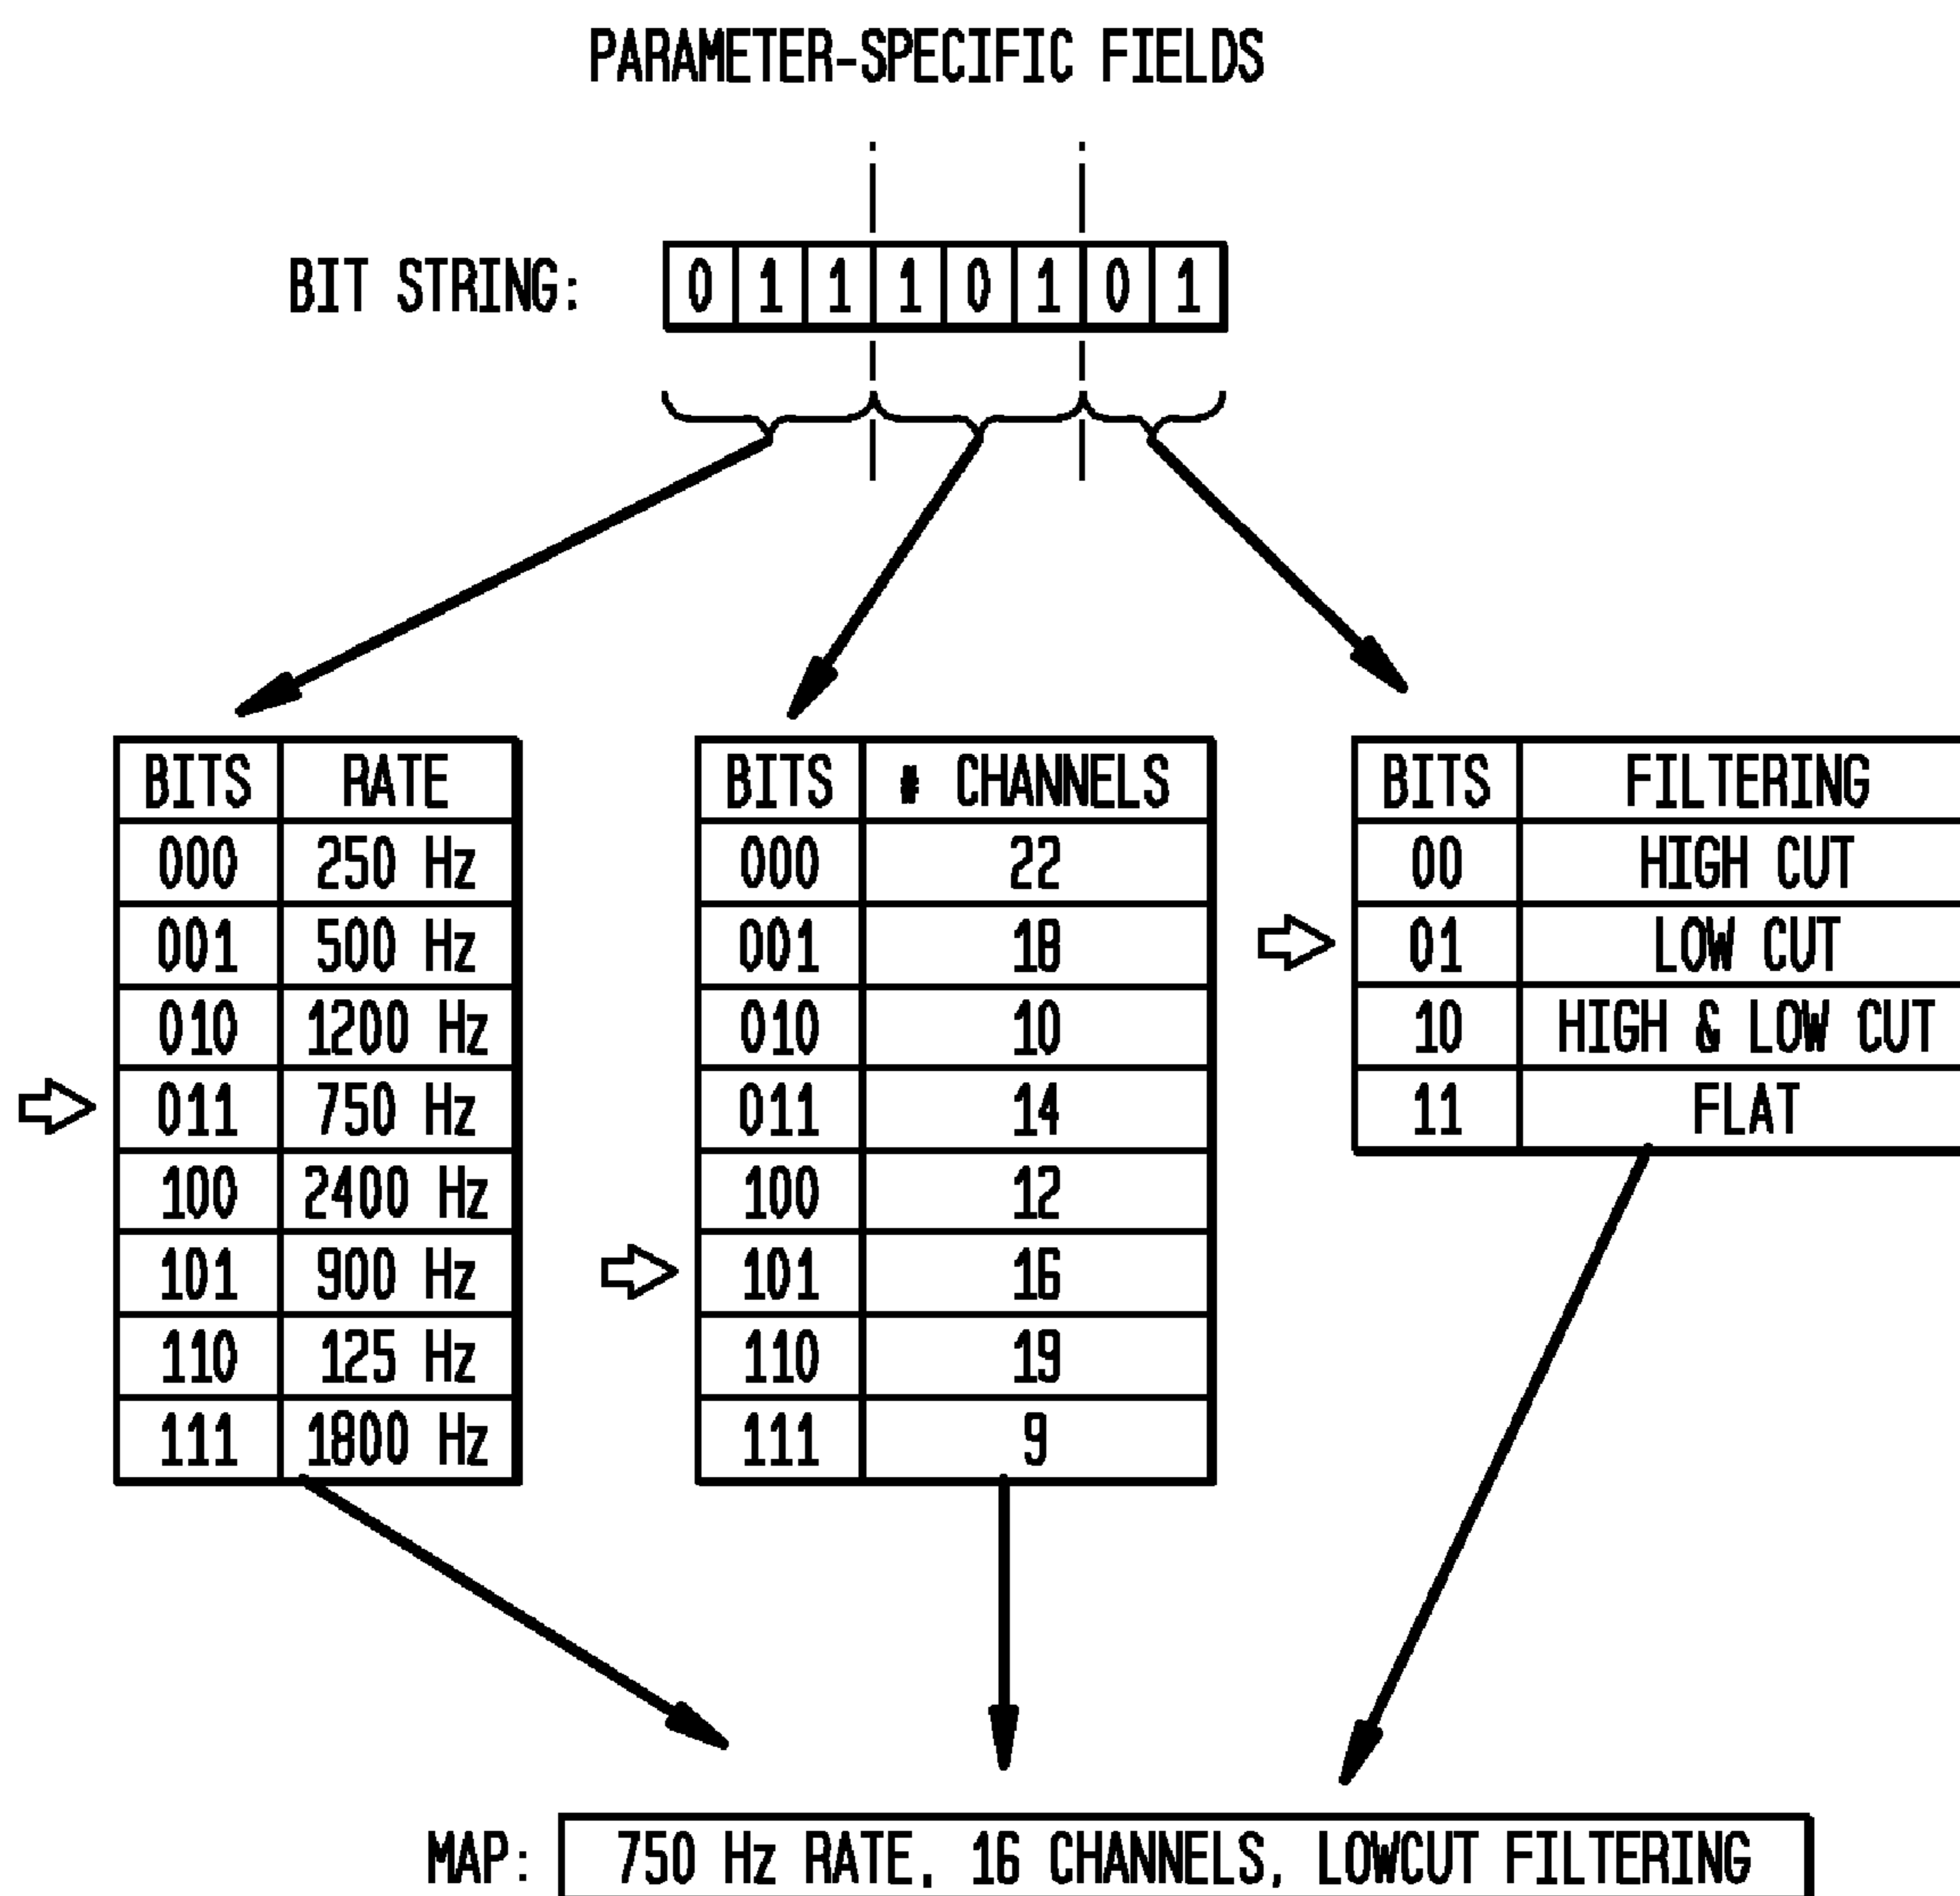 PARAMETER-SPECIFIC FIELDS
BIT STRING: 0 1 1 1 0 1 0 1
BITS RATE
000 250 Hz
001 500 Hz
010 1200 Hz
011 750 Hz
100 2400 Hz
101 900 Hz
110 125 Hz
111 1800 Hz
BITS # CHANNELS
000 22
001 18
010 10
011 14
100 12
101 16
110 19
111 9
BITS FILTERING
00 HIGH CUT
01 LOW CUT
10 HIGH & LOW CUT
11 FLAT
MAP: 750 Hz RATE, 16 CHANNELS, LOWCUT FILTERING